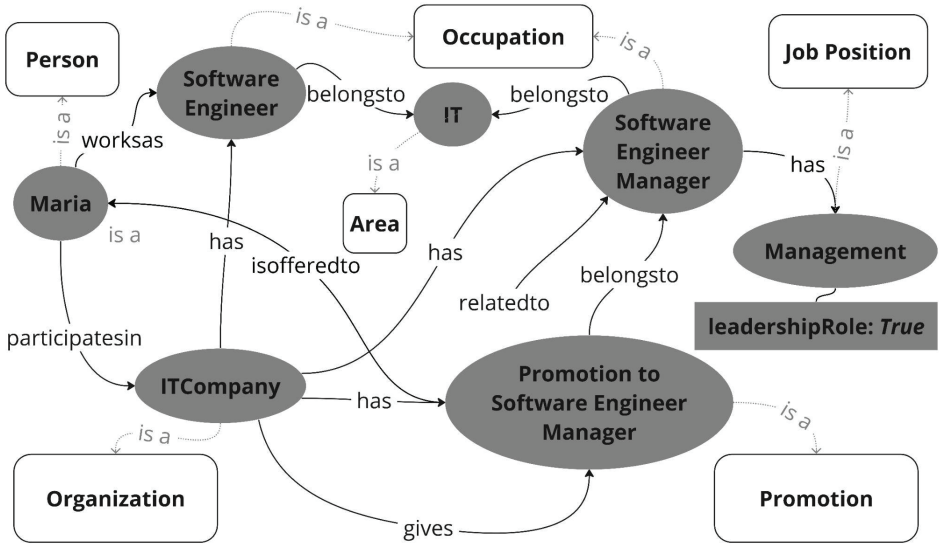 is a
Occupation
is a
Job Position
Person
Software
Engineer
belongsto
IT
belongsto
Software
Engineer
Manager
is a
worksas
is a
has
is a
Maria
is a
Area
has
isofferedto
has
belongsto
Management
relatedto
leadershipRole: True
participatesin
ITCompany
has
Promotion to
Software Engineer
Manager
is a
is a
Organization
gives
Promotion